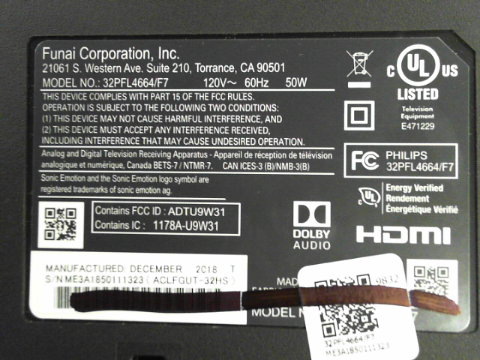 Funai Corporation, Inc.
21061 S. Western Ave. Suite 210, Torrance, CA 90501
MODEL NO.: 32PFL4664/F7 120V~ 60Hz 50W
THIS DEVICE COMPLIES WITH PART 15 OF THE FCC RULES.
OPERATION IS SUBJECT TO THE FOLLOWING TWO CONDITIONS:
(1) THIS DEVICE MAY NOT CAUSE HARMFUL INTERFERENCE, AND
(2) THIS DEVICE MUST ACCEPT ANY INTERFERENCE RECEIVED,
INCLUDING INTERFERENCE THAT MAY CAUSE UNDESIRED OPERATION.
Analog and Digital Television Receiving Apparatus - Appareil de réception de télévision
analogique et numérique, Canada BETS-7 / NTMR-7. CAN ICES-3 (B)/NMB-3(B)
Sonic Emotion and the Sonic Emotion logo symbol are
registered trademarks of sonic emotion ag.
Contains FCC ID : ADTU9W31
Contains IC : 1178A-U9W31
C UL US
LISTED
Television
Equipment
E471229
FC PHILIPS
32PFL4664/F7
UL
Energy Verified
Rendement
Énergétique Vérifié
DOLBY
AUDIO
HDMI
MANUFACTURED: DECEMBER 2018 T
S/N ME3A1850111323 (ACLFGUT-32HS)
MADE
9832
32PFL4664/F7
ME3A1850111323